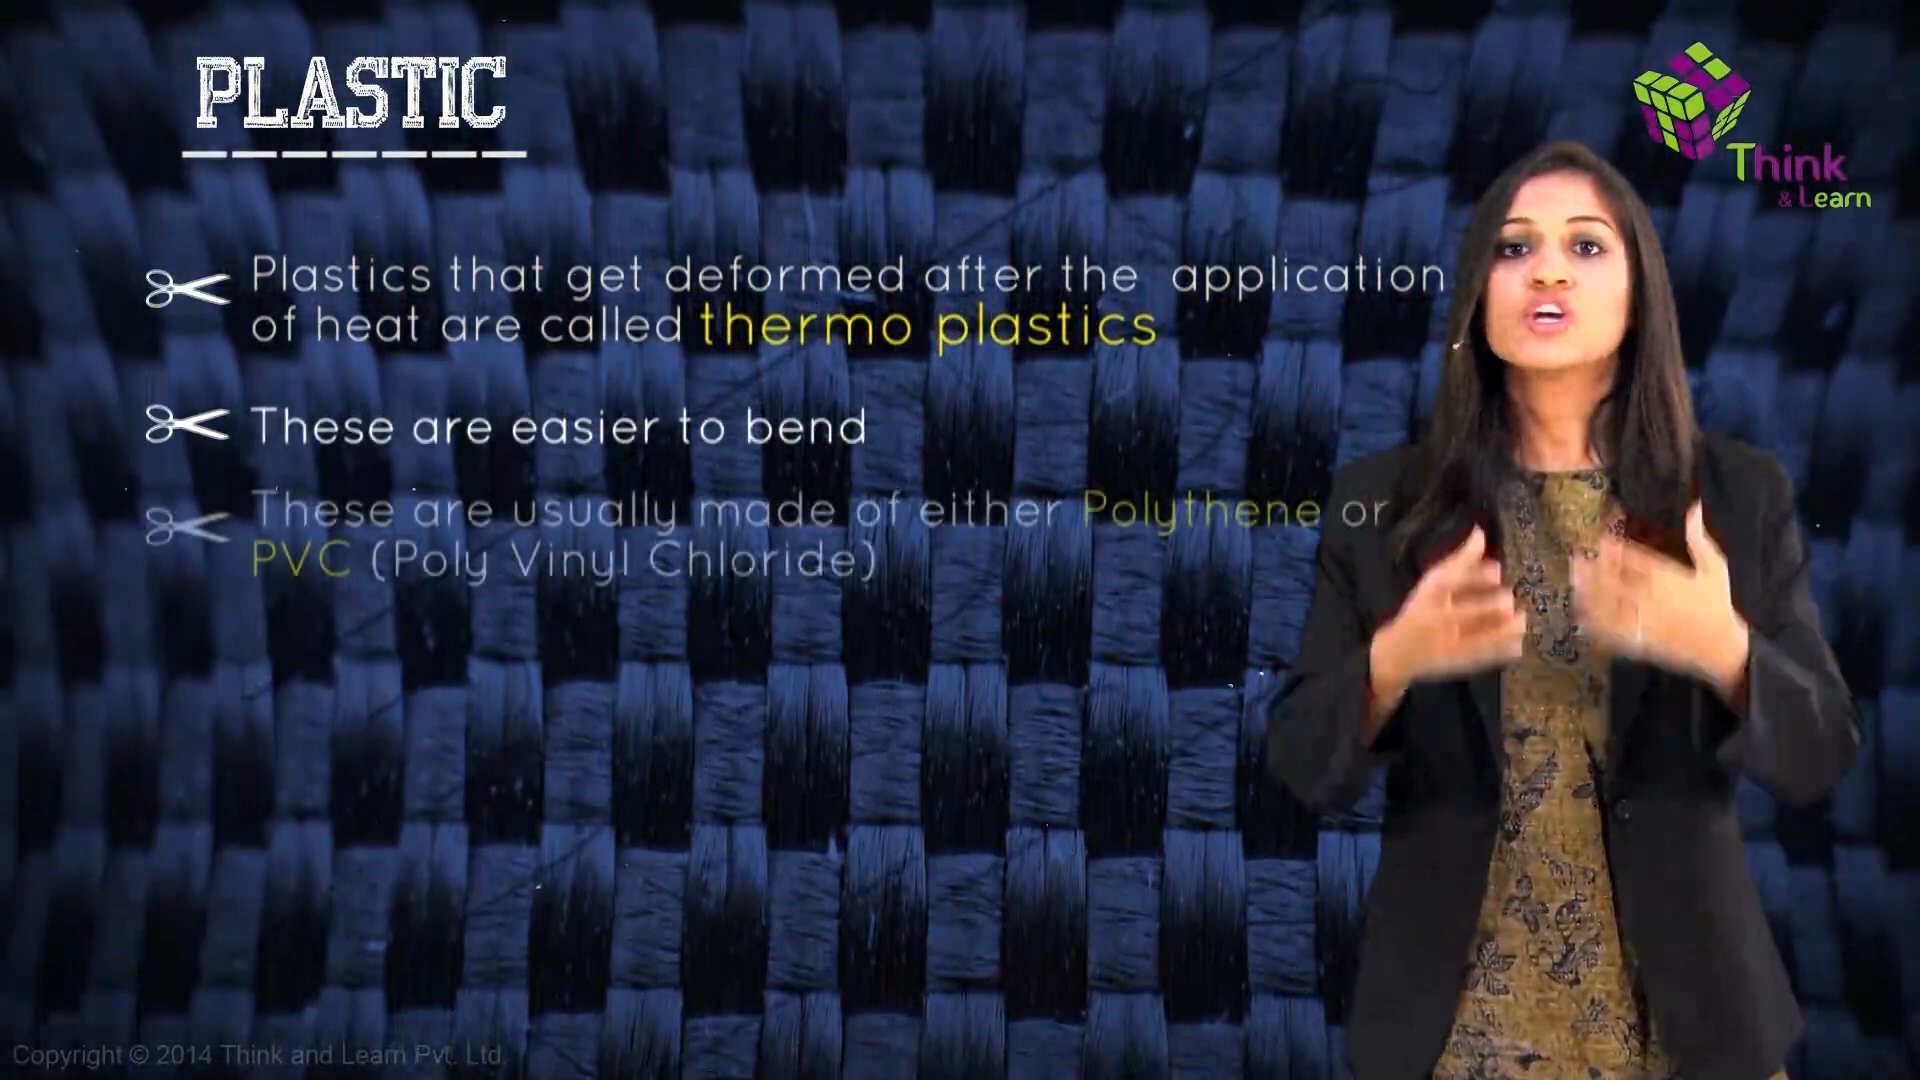 PLASTIC
Think
& Learn
Plastics that get deformed after the application
of heat are called thermo plastics
These are easier to bend
These are usually made of either Polythene or
PVC (Poly Vinyl Chloride)
Copyright © 2014 Think and Learn Pvt. Ltd.